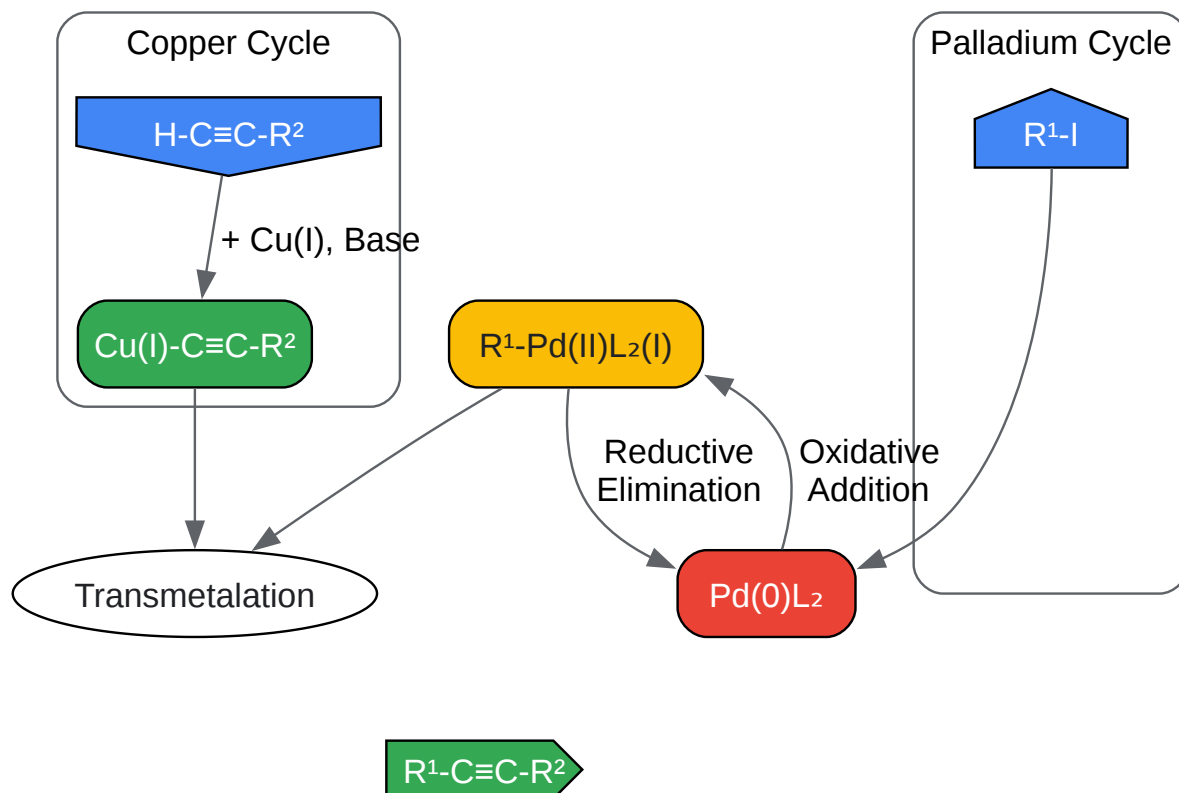 Copper Cycle
Palladium Cycle
H-C≡C-R²
R¹-I
+ Cu(I), Base
Cu(I)-C≡C-R²
R¹-Pd(II)L₂(I)
Reductive
Elimination
Oxidative
Addition
Transmetalation
Pd(0)L₂
R¹-C≡C-R²